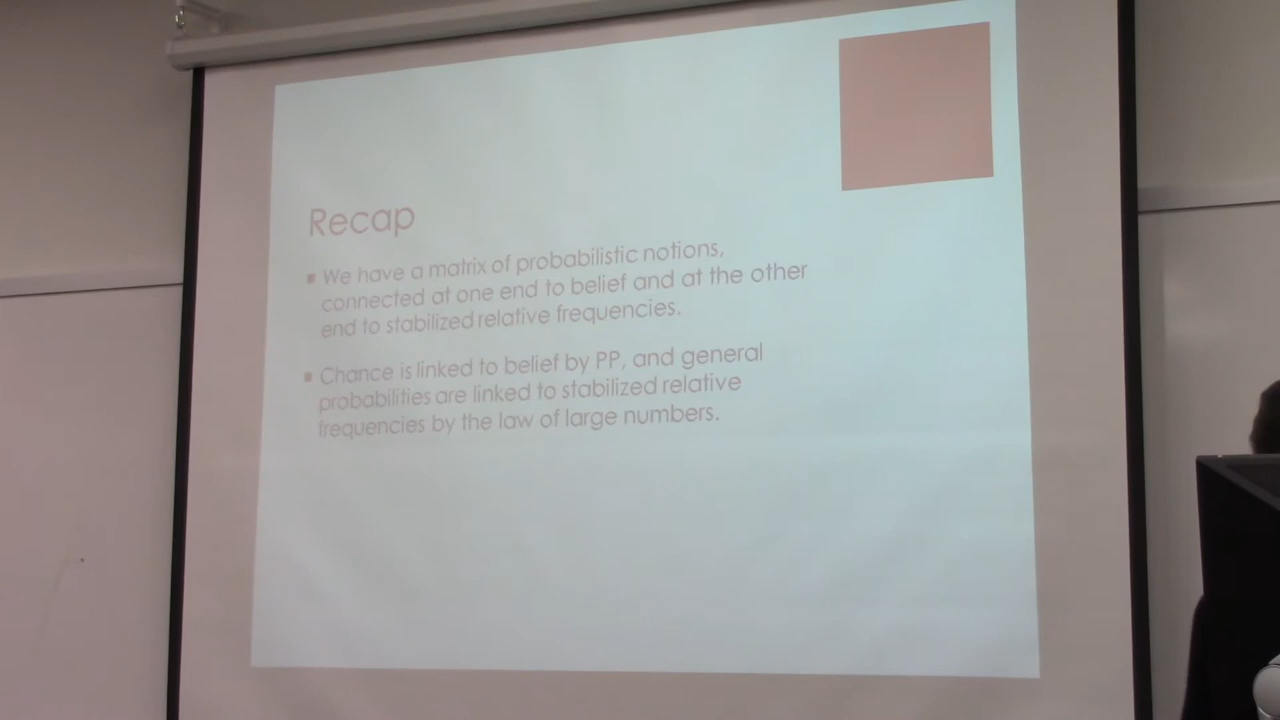 Recap
We have a matrix of probabilistic notions,
connected at one end to belief and at the other
end to stabilized relative frequencies.
Chance is linked to belief by PP, and general
probabilities are linked to stabilized relative
frequencies by the law of large numbers.